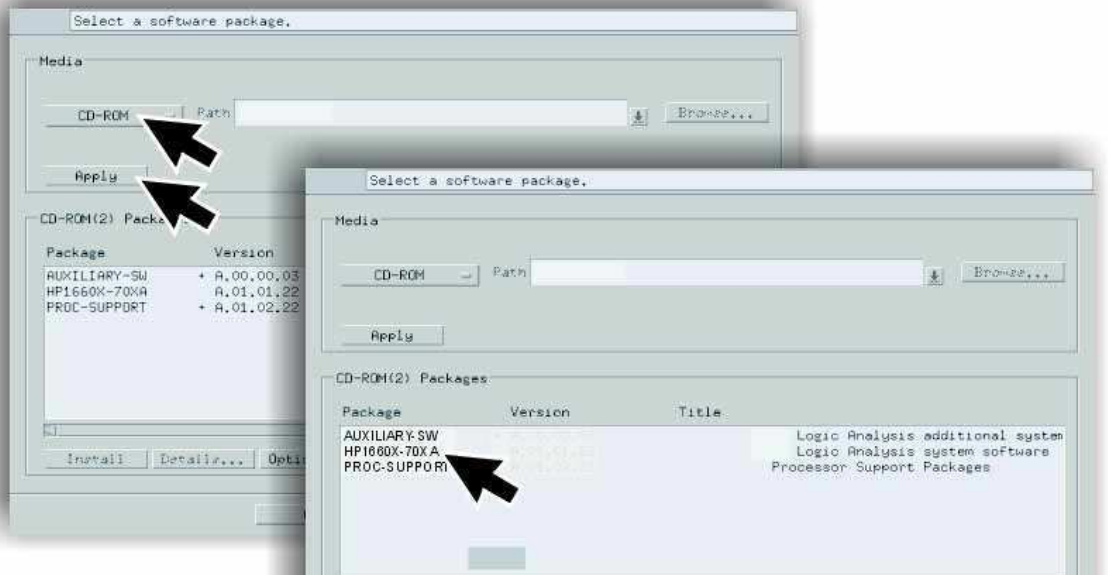 Select a software package.
Media
CD-ROM Path Browse...
Apply
CD-ROM(2)
Package Version
AUXILIARY-SW + A.00.00.03
HP1660X-70XA A.01.01.22
PROC-SUPPORT + A.01.02.22
Install Details...
Select a software package.
Media
CD-ROM Path Browse...
Apply
CD-ROM(2) Packages
Package Version Title
AUXILIARY-SW Logic Analysis additional system
HP1660X-70XA Logic Analysis system software
PROC-SUPPORT Processor Support Packages